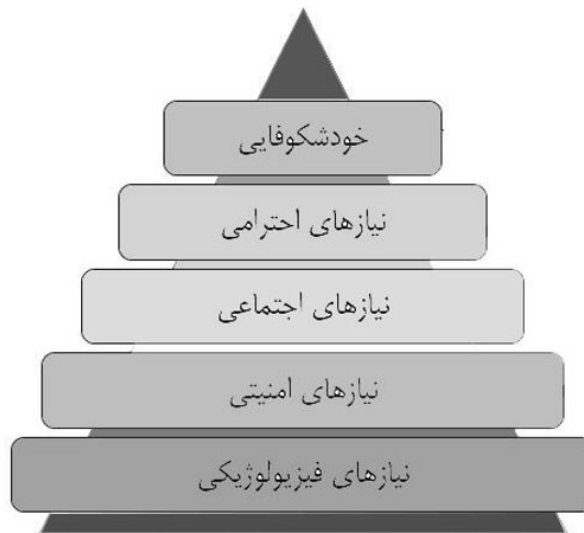 خودشکوفایی
نیازهای احترامی
نیازهای اجتماعی
نیازهای امنیتی
نیازهای فیزیولوژیکی